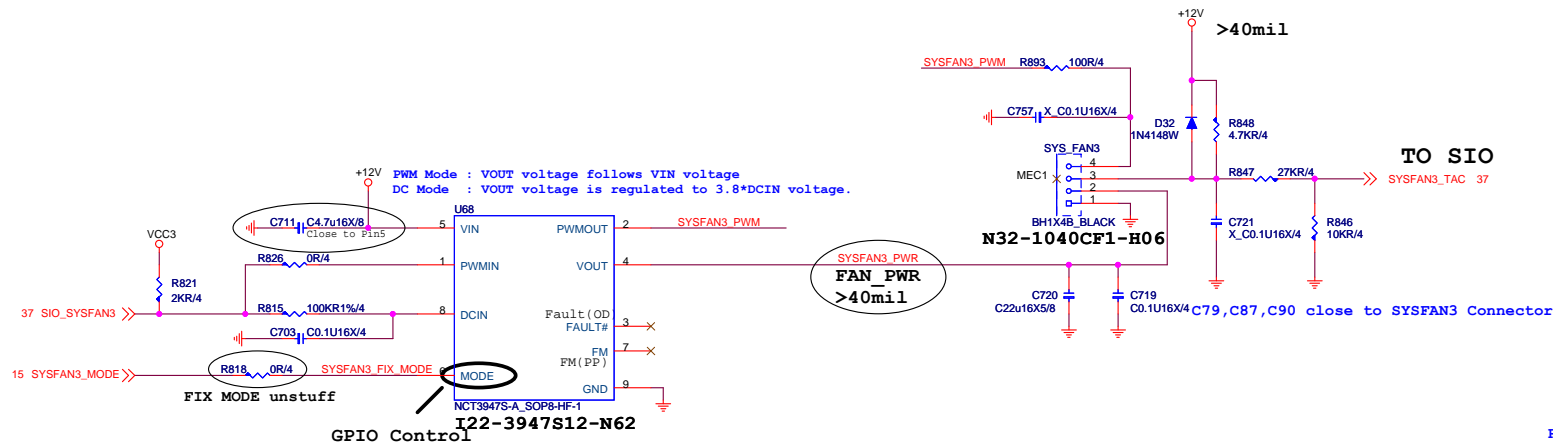 +12V
>40mil
SYSFAN3_PWM R893 100R/4
C757 X_C0.1U16X/4
D32
1N4148W
R848
4.7KR/4
SYS_FAN3
MEC1
4
3
2
1
BH1X4B_BLACK
N32-1040CF1-H06
TO SIO
R847 27KR/4
SYSFAN3_TAC 37
C721
X_C0.1U16X/4
R846
10KR/4
+12V
PWM Mode : VOUT voltage follows VIN voltage
DC Mode : VOUT voltage is regulated to 3.8*DCIN voltage.
C711 C4.7u16X/8
Close to Pin5
VCC3
R821
2KR/4
R826 0R/4
37 SIO_SYSFAN3
R815 100KR1%/4
C703 C0.1U16X/4
15 SYSFAN3_MODE
R818 0R/4
SYSFAN3_FIX_MODE
FIX MODE unstuff
U68
5 VIN
1 PWMIN
8 DCIN
6 MODE
PWMOUT 2
VOUT 4
Fault(OD
FAULT# 3
FM 7
FM(PP)
GND 9
NCT3947S-A_SOP8-HF-1
I22-3947S12-N62
GPIO Control
SYSFAN3_PWM
SYSFAN3_PWR
FAN_PWR
>40mil
C720
C22u16X5/8
C719
C0.1U16X/4
C79,C87,C90 close to SYSFAN3 Connector